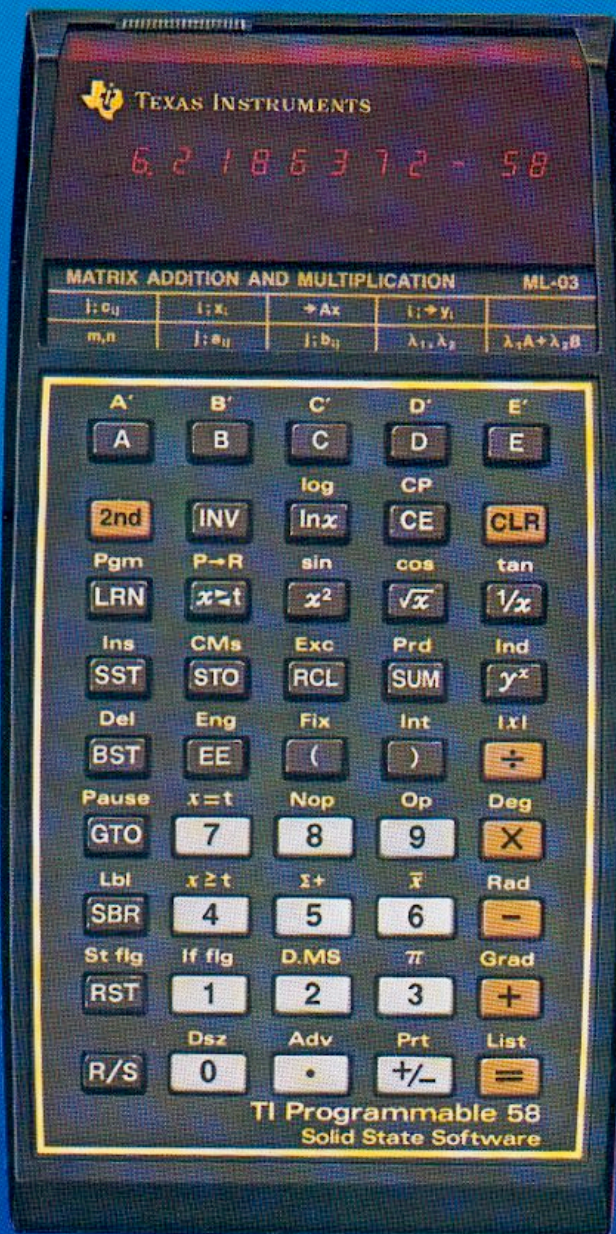 TEXAS INSTRUMENTS
6.2186372-58
MATRIX ADDITION AND MULTIPLICATION ML-03
j;cij i;xi →Ax i;→yi
m,n j;aij j;bij λ1,λ2 λ1A+λ2B
A′ B′ C′ D′ E′
A B C D E
log CP
2nd INV lnx CE CLR
Pgm P→R sin cos tan
LRN x⇄t x² √x 1/x
Ins CMs Exc Prd Ind
SST STO RCL SUM yˣ
Del Eng Fix Int |x|
BST EE ( ) ÷
Pause x=t Nop Op Deg
GTO 7 8 9 ×
Lbl x≥t Σ+ x̄ Rad
SBR 4 5 6 −
St flg If flg D.MS π Grad
RST 1 2 3 +
Dsz Adv Prt List
R/S 0 • +/− =
TI Programmable 58
Solid State Software